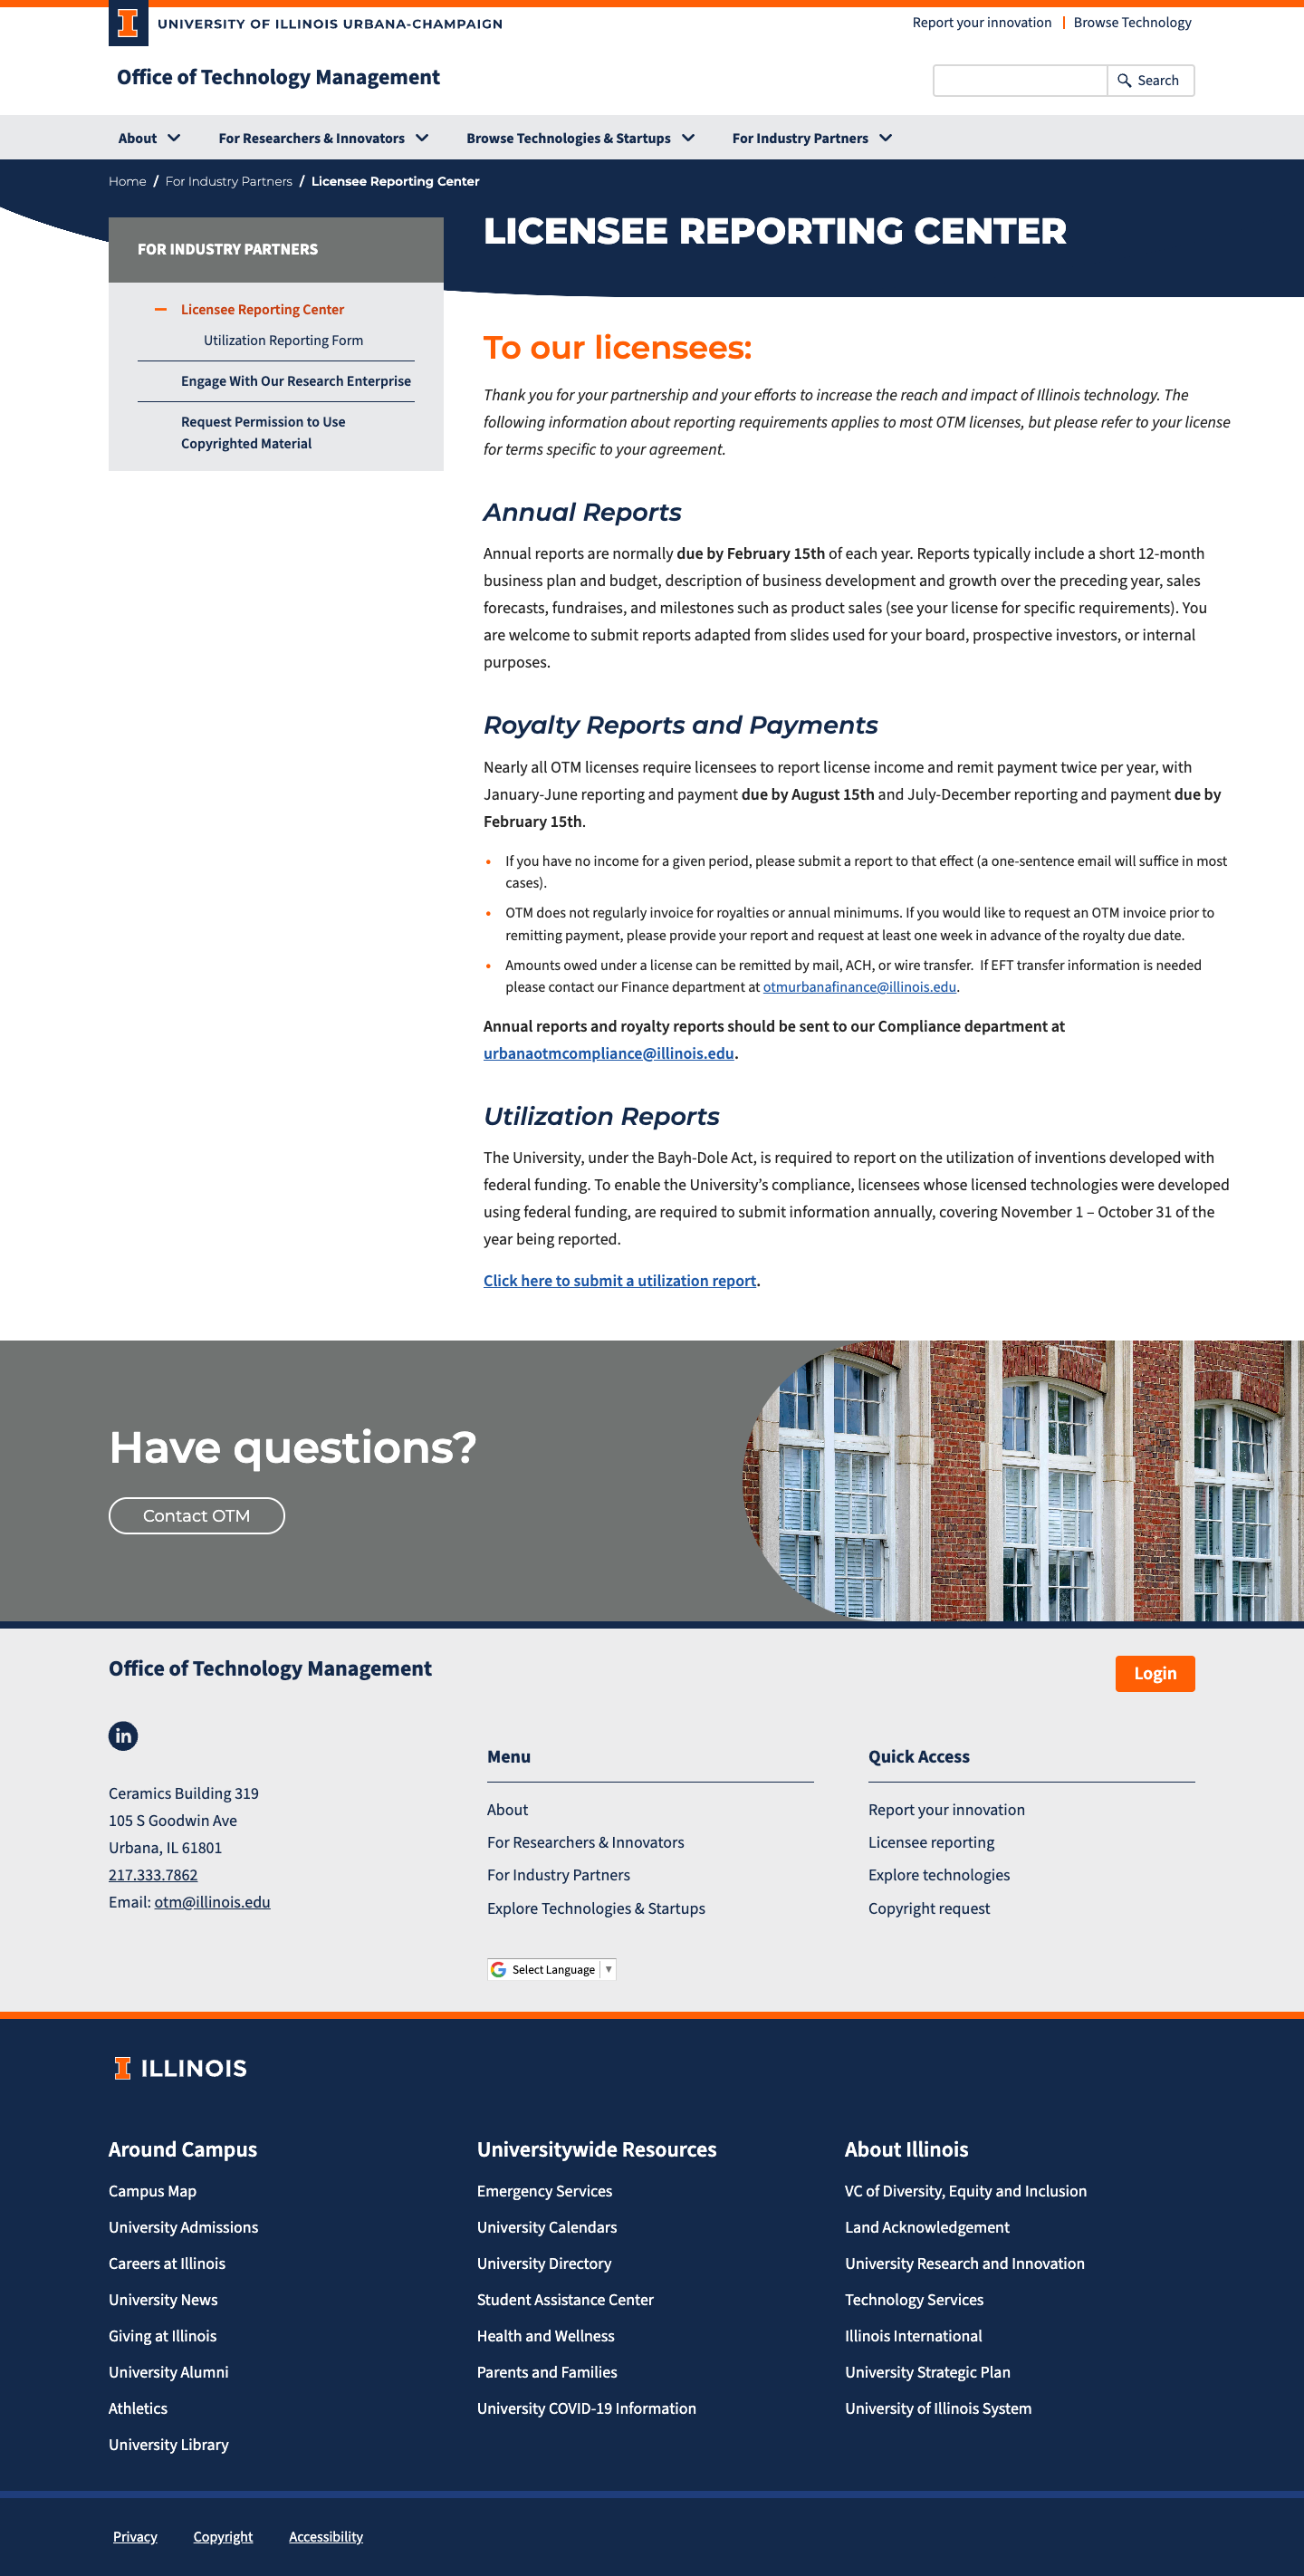 UNIVERSITY OF ILLINOIS URBANA-CHAMPAIGN
Report your innovation
Browse Technology
Office of Technology Management
Search
About
For Researchers & Innovators
Browse Technologies & Startups
For Industry Partners
Home / For Industry Partners / Licensee Reporting Center
LICENSEE REPORTING CENTER
FOR INDUSTRY PARTNERS
Licensee Reporting Center
Utilization Reporting Form
Engage With Our Research Enterprise
Request Permission to Use
Copyrighted Material
To our licensees:
Thank you for your partnership and your efforts to increase the reach and impact of Illinois technology. The
following information about reporting requirements applies to most OTM licenses, but please refer to your license
for terms specific to your agreement.
Annual Reports
Annual reports are normally due by February 15th of each year. Reports typically include a short 12-month
business plan and budget, description of business development and growth over the preceding year, sales
forecasts, fundraises, and milestones such as product sales (see your license for specific requirements). You
are welcome to submit reports adapted from slides used for your board, prospective investors, or internal
purposes.
Royalty Reports and Payments
Nearly all OTM licenses require licensees to report license income and remit payment twice per year, with
January-June reporting and payment due by August 15th and July-December reporting and payment due by
February 15th.
• If you have no income for a given period, please submit a report to that effect (a one-sentence email will suffice in most
cases).
• OTM does not regularly invoice for royalties or annual minimums. If you would like to request an OTM invoice prior to
remitting payment, please provide your report and request at least one week in advance of the royalty due date.
• Amounts owed under a license can be remitted by mail, ACH, or wire transfer. If EFT transfer information is needed
please contact our Finance department at otmurbanafinance@illinois.edu.
Annual reports and royalty reports should be sent to our Compliance department at
urbanaotmcompliance@illinois.edu.
Utilization Reports
The University, under the Bayh-Dole Act, is required to report on the utilization of inventions developed with
federal funding. To enable the University’s compliance, licensees whose licensed technologies were developed
using federal funding, are required to submit information annually, covering November 1 – October 31 of the
year being reported.
Click here to submit a utilization report.
Have questions?
Contact OTM
Office of Technology Management
Login
in
Ceramics Building 319
105 S Goodwin Ave
Urbana, IL 61801
217.333.7862
Email: otm@illinois.edu
Menu
About
For Researchers & Innovators
For Industry Partners
Explore Technologies & Startups
Select Language ▼
Quick Access
Report your innovation
Licensee reporting
Explore technologies
Copyright request
ILLINOIS
Around Campus
Campus Map
University Admissions
Careers at Illinois
University News
Giving at Illinois
University Alumni
Athletics
University Library
Universitywide Resources
Emergency Services
University Calendars
University Directory
Student Assistance Center
Health and Wellness
Parents and Families
University COVID-19 Information
About Illinois
VC of Diversity, Equity and Inclusion
Land Acknowledgement
University Research and Innovation
Technology Services
Illinois International
University Strategic Plan
University of Illinois System
Privacy
Copyright
Accessibility